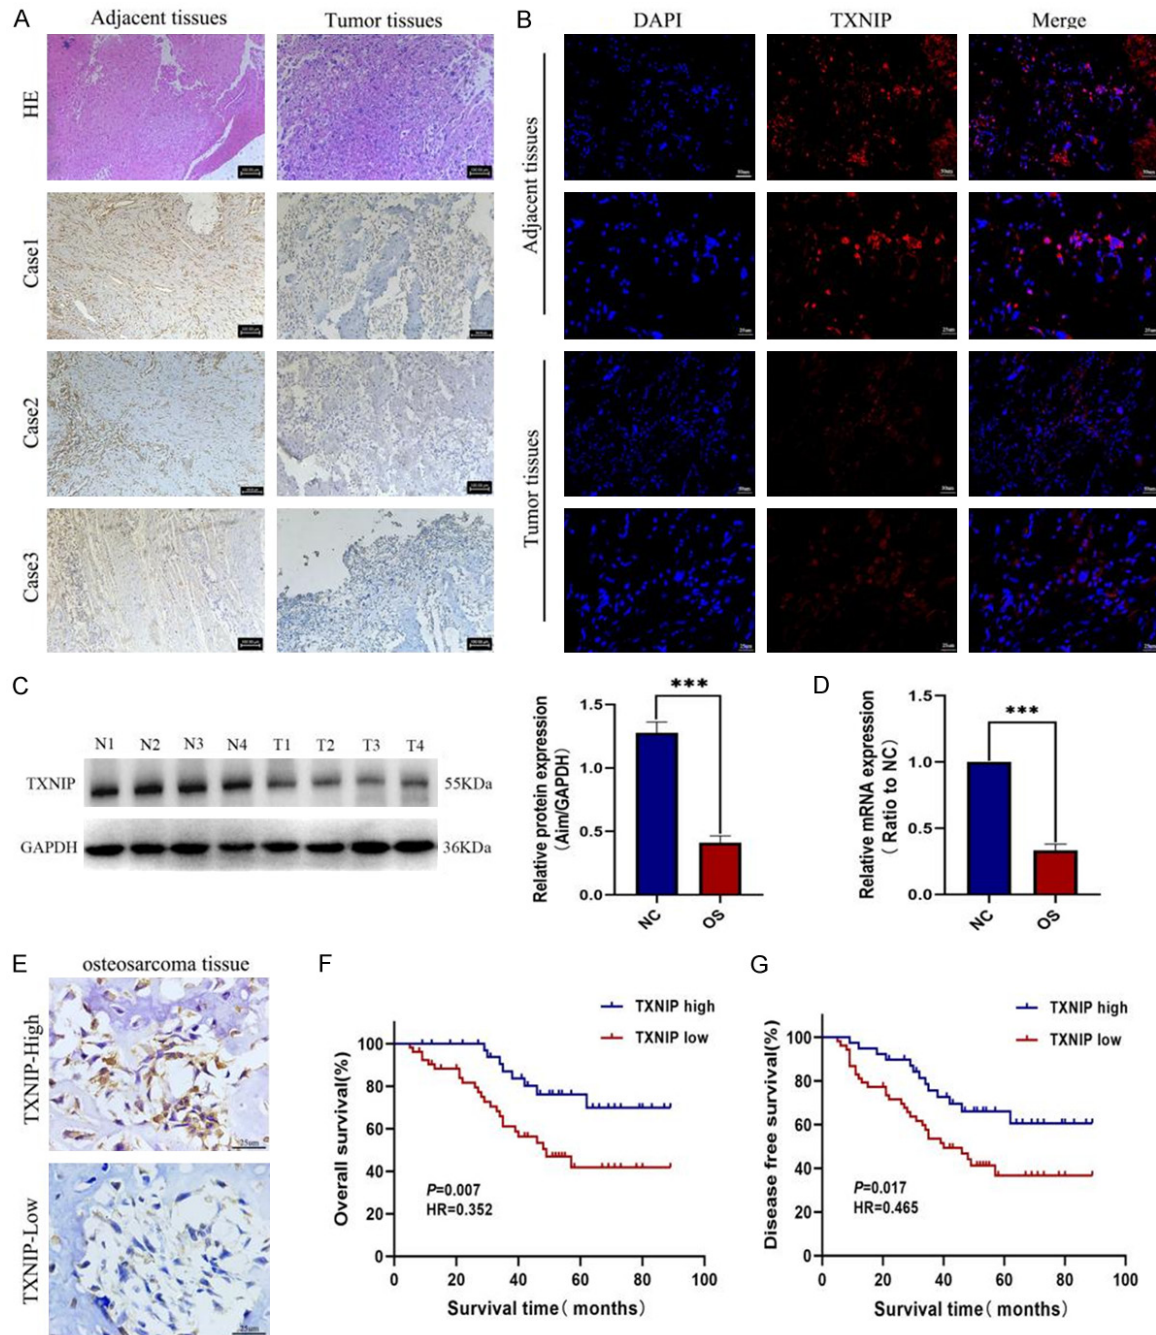 A
Adjacent tissues
Tumor tissues
HE
Case1
Case2
Case3
B
DAPI
TXNIP
Merge
Adjacent tissues
Tumor tissues
C
N1 N2 N3 N4 T1 T2 T3 T4
TXNIP
55KDa
GAPDH
36KDa
Relative protein expression
(Aim/GAPDH)
1.5
1.0
0.5
0.0
***
NC
OS
D
Relative mRNA expression
( Ratio to NC)
1.5
1.0
0.5
0.0
***
NC
OS
E
osteosarcoma tissue
TXNIP-High
25um
TXNIP-Low
25um
F
TXNIP high
TXNIP low
Overall survival(%)
100
80
60
40
20
0
P=0.007
HR=0.352
0 20 40 60 80 100
Survival time( months)
G
TXNIP high
TXNIP low
Disease free survival(%)
100
80
60
40
20
0
P=0.017
HR=0.465
0 20 40 60 80 100
Survival time( months)